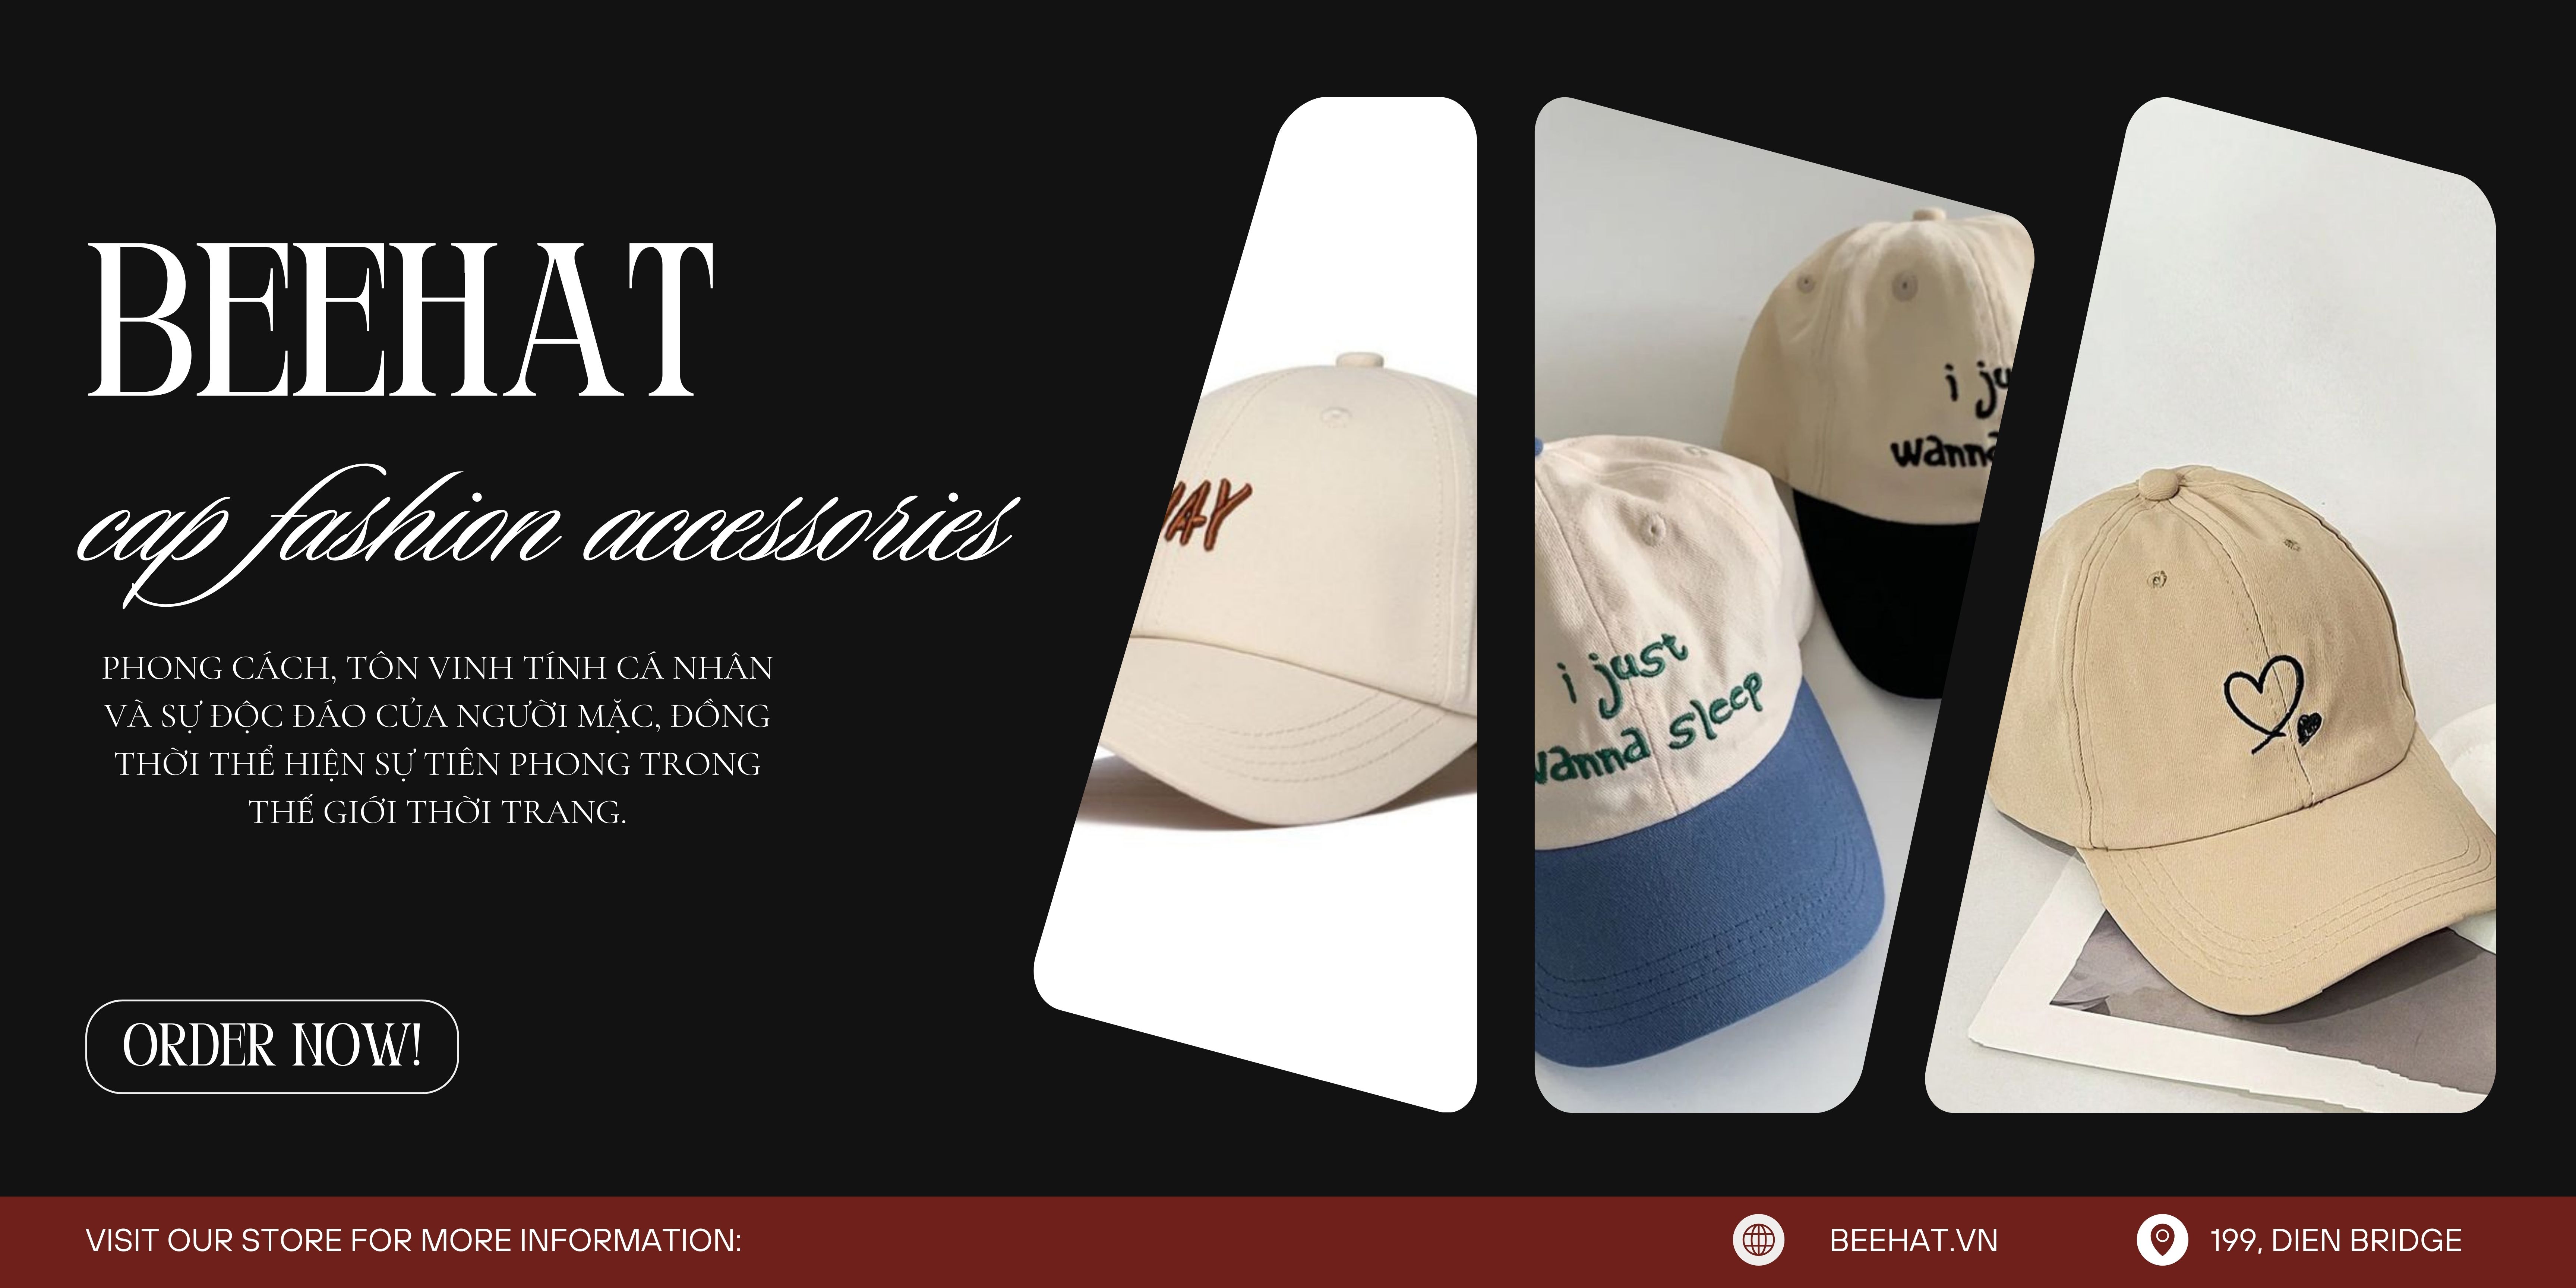 BEEHAT
cap fashion accessories
PHONG CÁCH, TÔN VINH TÍNH CÁ NHÂN
VÀ SỰ ĐỘC ĐÁO CỦA NGƯỜI MẶC, ĐỒNG
THỜI THỂ HIỆN SỰ TIÊN PHONG TRONG
THẾ GIỚI THỜI TRANG.
ORDER NOW!
i just
wanna sleep
i
VISIT OUR STORE FOR MORE INFORMATION:
BEEHAT.VN
199, DIEN BRIDGE